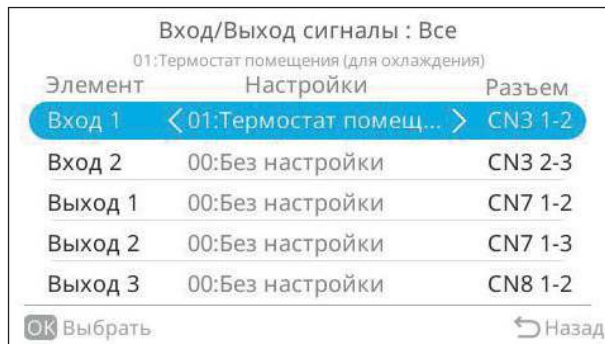 Вход/Выход сигналы : Все
01:Термостат помещения (для охлаждения)
Элемент Настройки Разъем
Вход 1 < 01:Термостат помещ... > CN3 1-2
Вход 2 00:Без настройки CN3 2-3
Выход 1 00:Без настройки CN7 1-2
Выход 2 00:Без настройки CN7 1-3
Выход 3 00:Без настройки CN8 1-2
OK Выбрать Назад